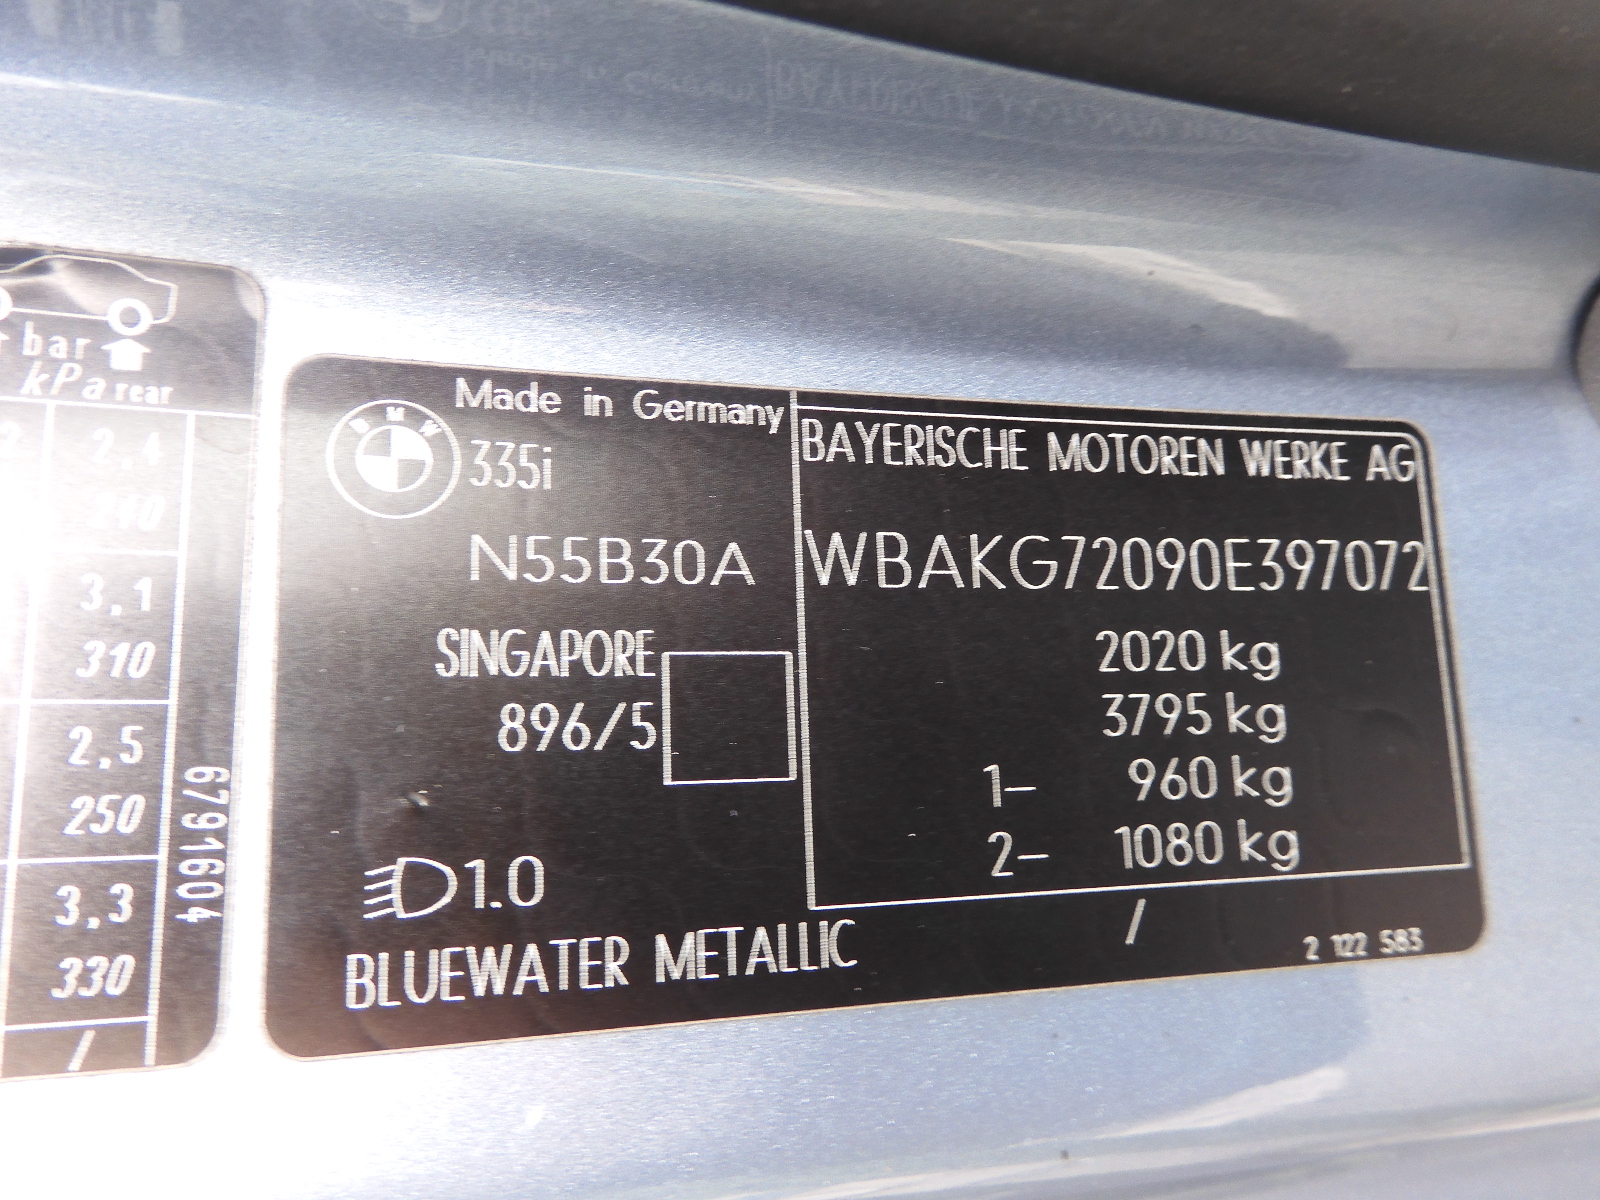 bar
kPa rear
2,4
240
3,1
310
2,5
250
3,3
330
/
6791604
BMW
Made in Germany
335i
N55B30A
SINGAPORE
896/5
1.0
BLUEWATER METALLIC
BAYERISCHE MOTOREN WERKE AG
WBAKG72090E397072
2020 kg
3795 kg
1- 960 kg
2- 1080 kg
/
2 122 583